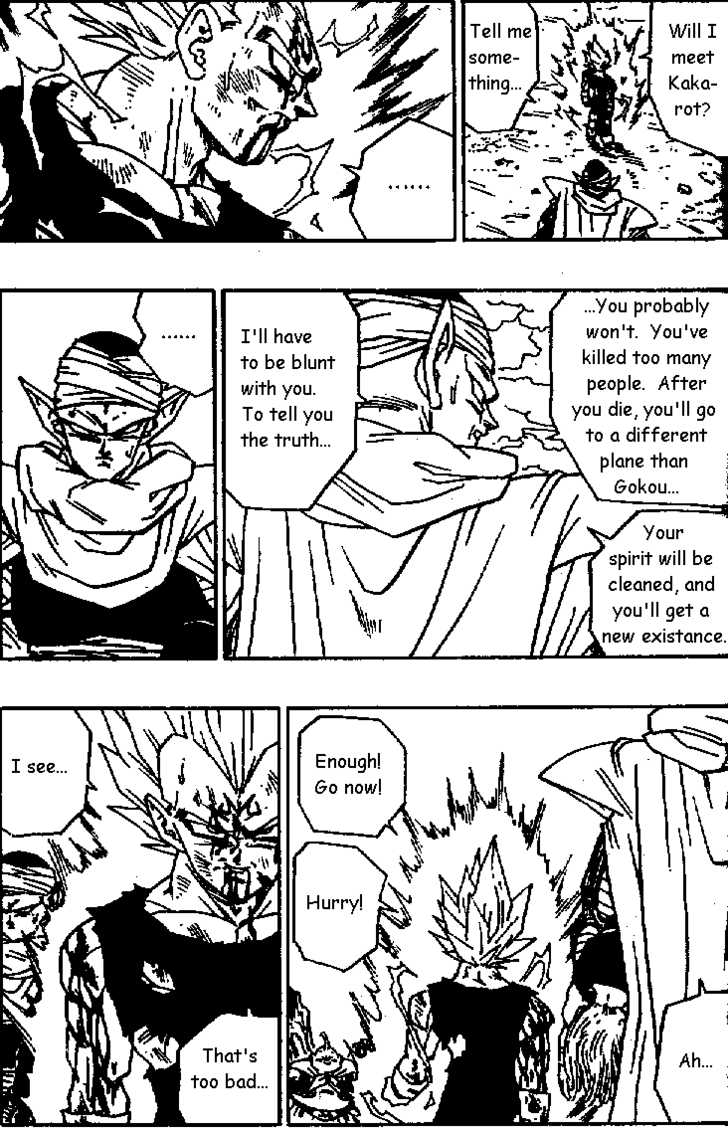 ......
Tell me
some-
thing...
Will I
meet
Kaka-
rot?
......
I'll have
to be blunt
with you.
To tell you
the truth...
...You probably
won't. You've
killed too many
people. After
you die, you'll go
to a different
plane than
Gokou...
Your
spirit will be
cleaned, and
you'll get a
new existance.
I see...
That's
too bad...
Enough!
Go now!
Hurry!
Ah...